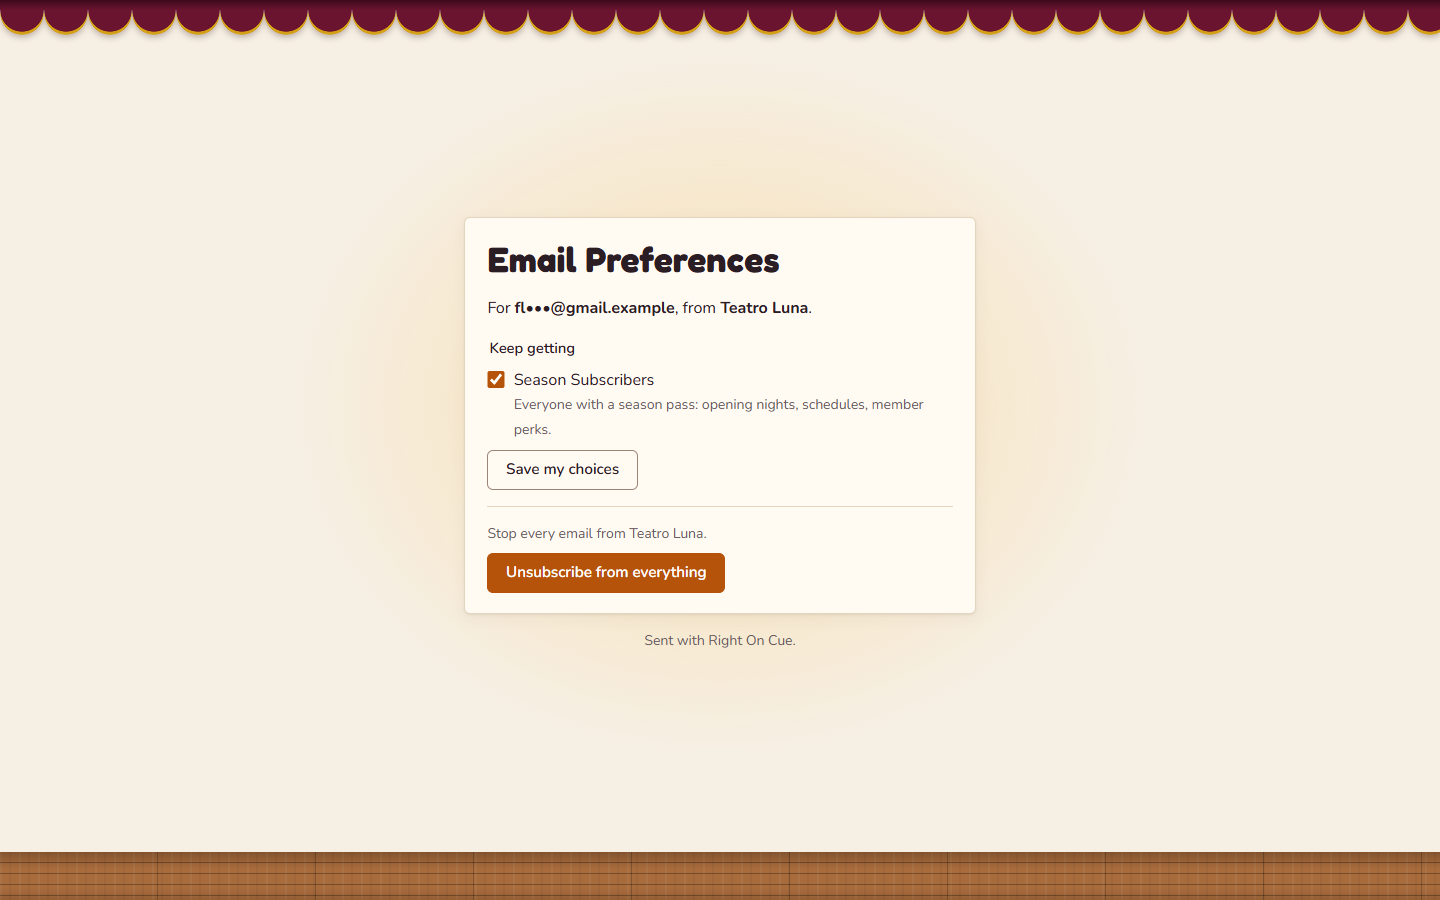 Email Preferences
For fl•••@gmail.example, from Teatro Luna.
Keep getting
Season Subscribers
Everyone with a season pass: opening nights, schedules, member
perks.
Save my choices
Stop every email from Teatro Luna.
Unsubscribe from everything
Sent with Right On Cue.